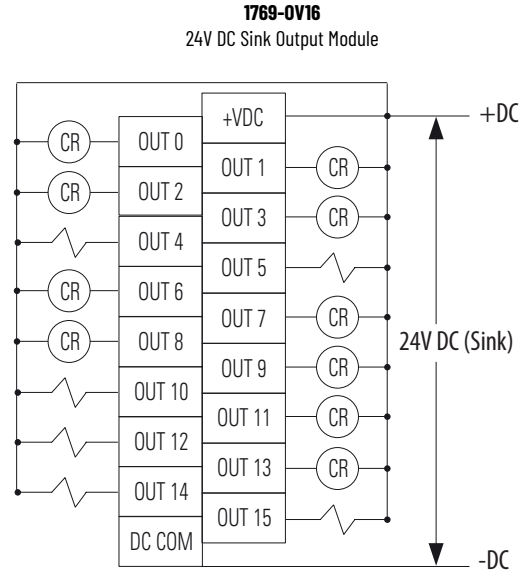 1769-OV16
24V DC Sink Output Module
+VDC
+DC
CR OUT 0
OUT 1 CR
CR OUT 2
OUT 3 CR
OUT 4
OUT 5
CR OUT 6
OUT 7 CR
24V DC (Sink)
CR OUT 8
OUT 9 CR
OUT 10
OUT 11 CR
OUT 12
OUT 13 CR
OUT 14
OUT 15
DC COM
-DC